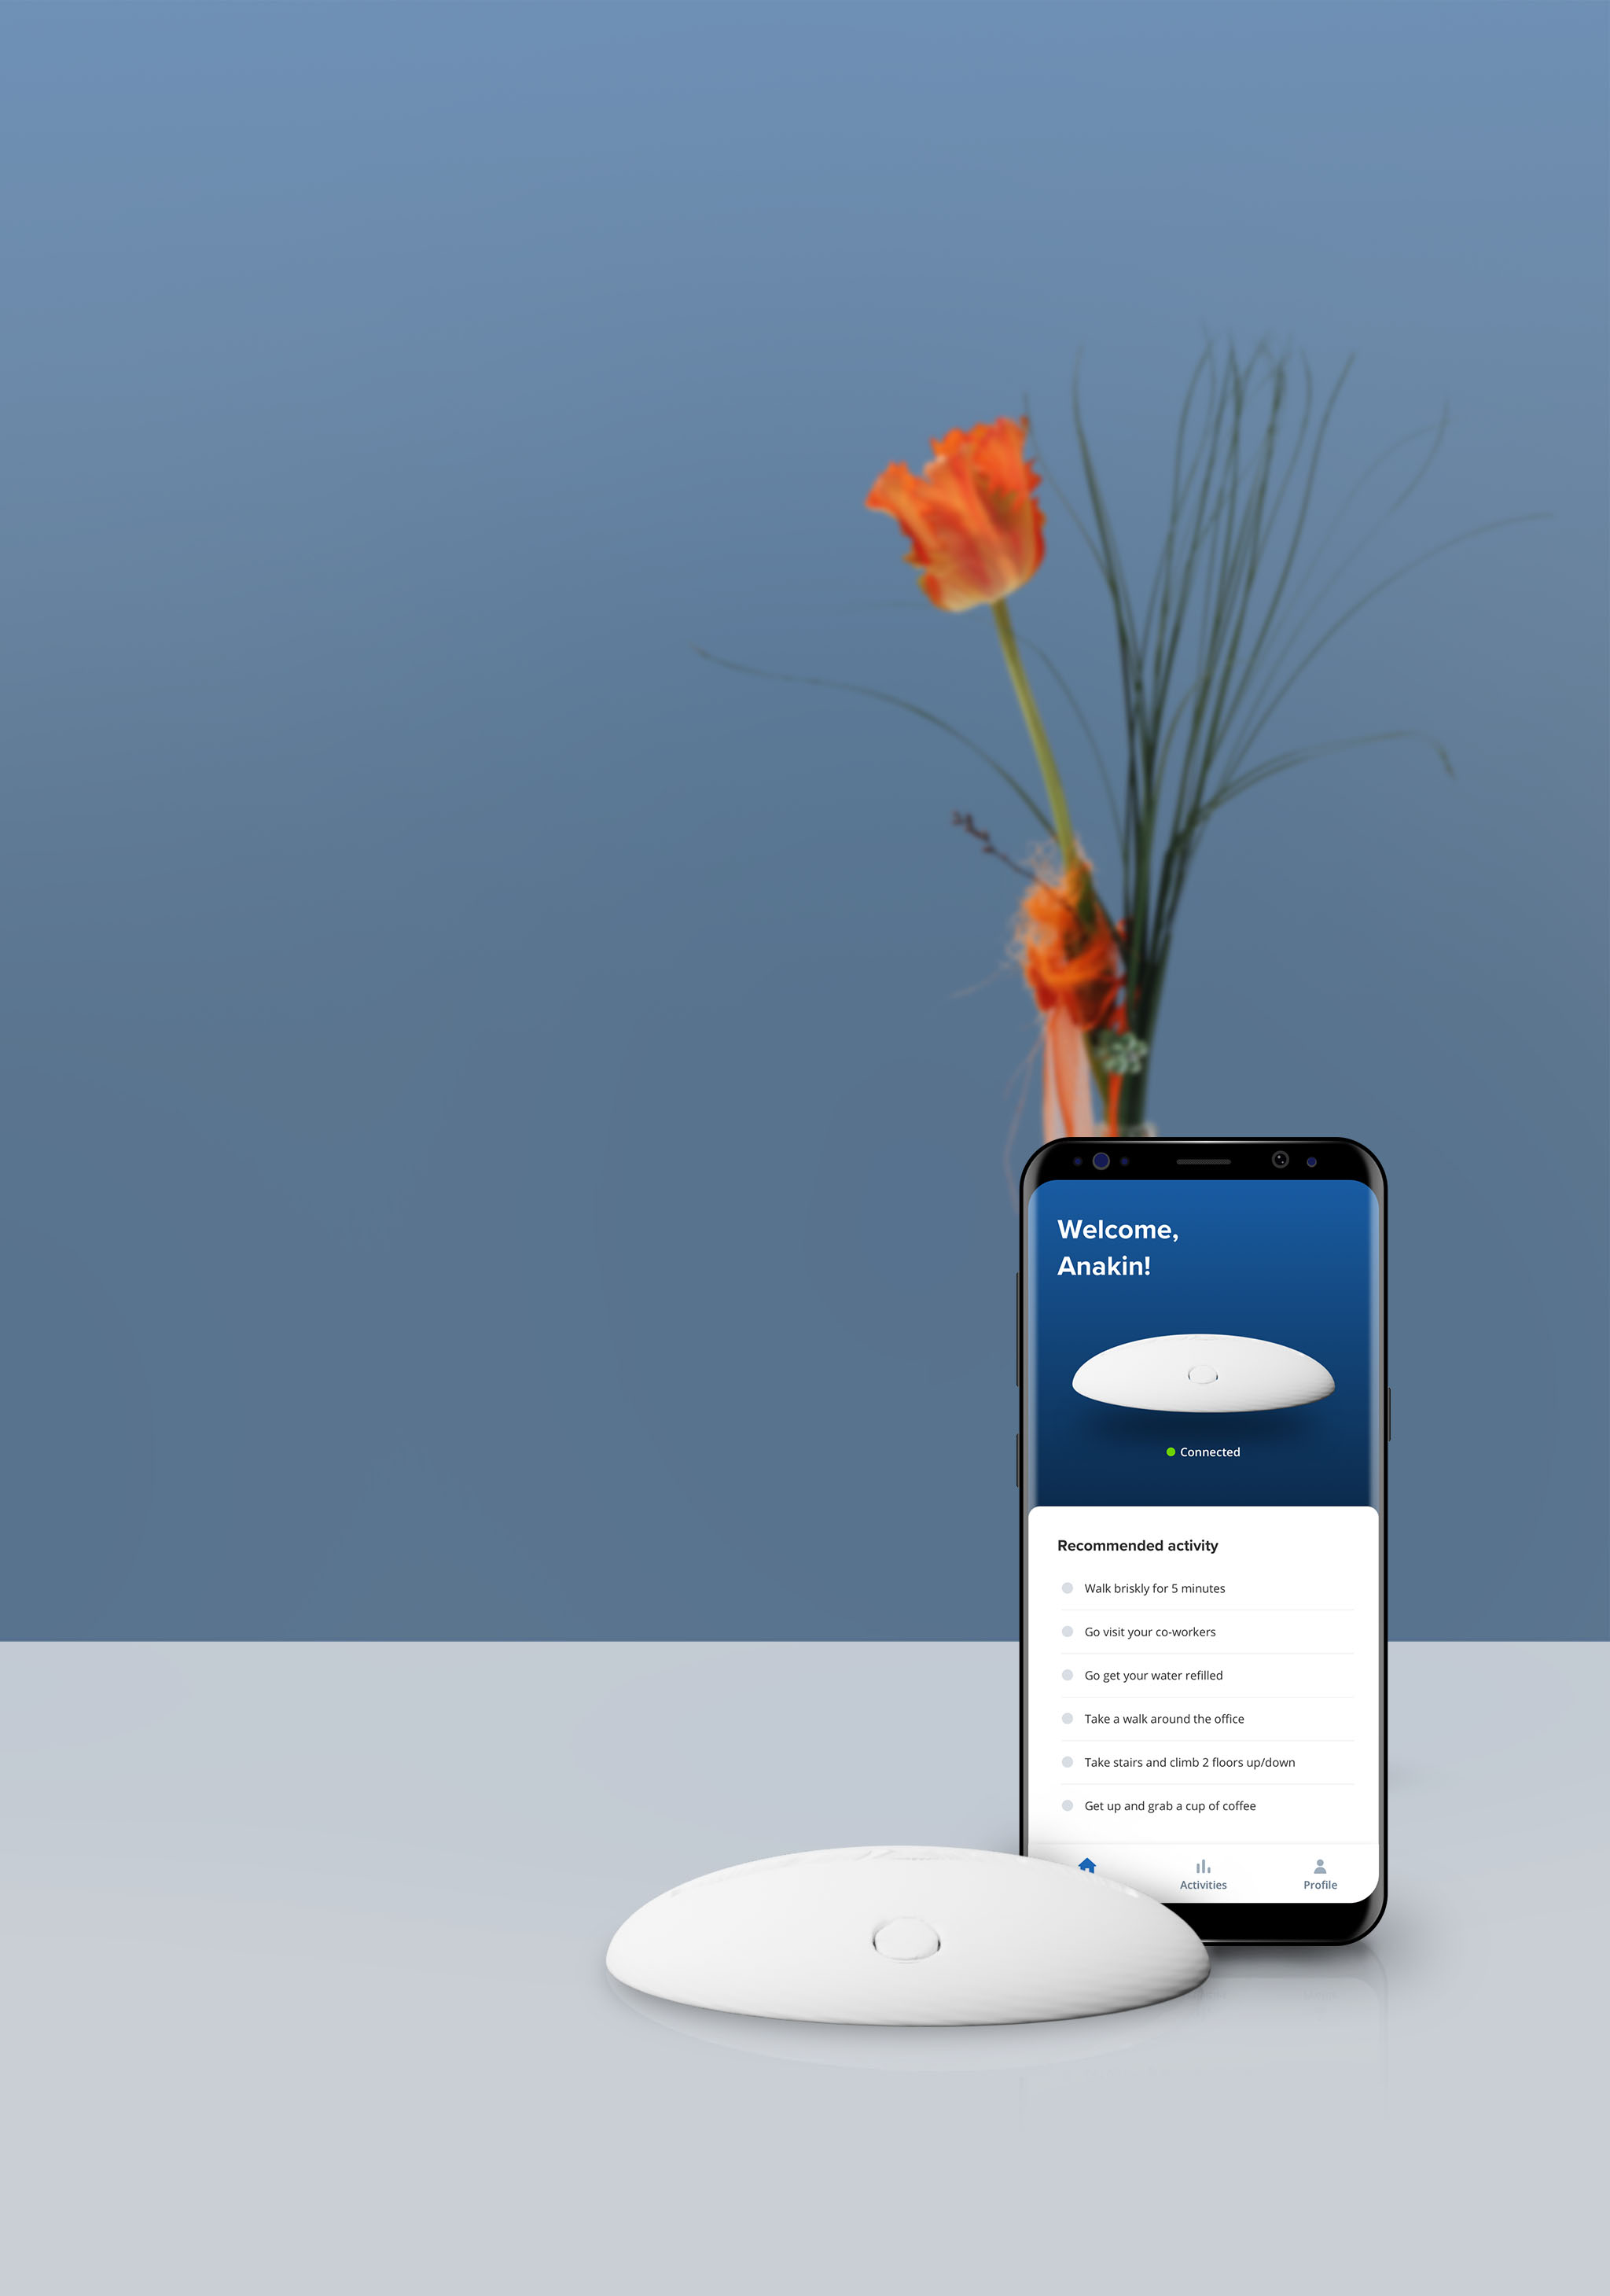 Welcome,
Anakin!
Connected
Recommended activity
Walk briskly for 5 minutes
Go visit your co-workers
Go get your water refilled
Take a walk around the office
Take stairs and climb 2 floors up/down
Get up and grab a cup of coffee
Activities
Profile